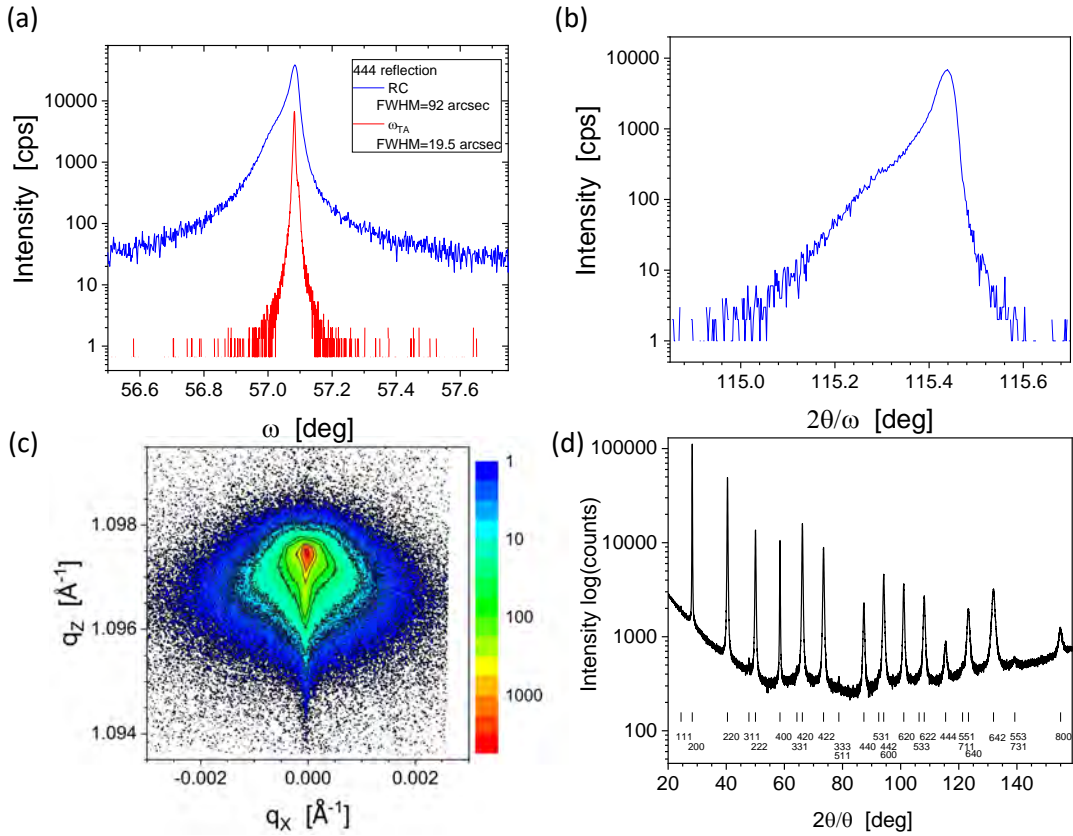 (a)
10000
1000
100
10
1
Intensity [cps]
444 reflection
RC
FWHM=92 arcsec
ωTA
FWHM=19.5 arcsec
56.6 56.8 57.0 57.2 57.4 57.6
ω [deg]
(b)
10000
1000
100
10
1
Intensity [cps]
115.0 115.2 115.4 115.6
2θ/ω [deg]
(c)
1.098
1.096
1.094
qZ [Å-1]
-0.002 0.000 0.002
qX [Å-1]
1
10
100
1000
(d)
100000
10000
1000
100
Intensity log(counts)
111 311 400 420 422 333 531 620 622 444 551 642 553 800
200 220 222 331 511 440 442 533 711 731
600 640
20 40 60 80 100 120 140
2θ/θ [deg]